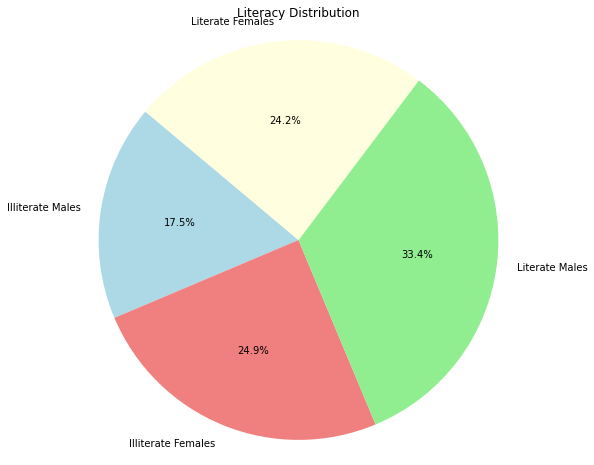 Literacy Distribution
Literate Females
24.2%
Illiterate Males
17.5%
33.4%
Literate Males
24.9%
Illiterate Females